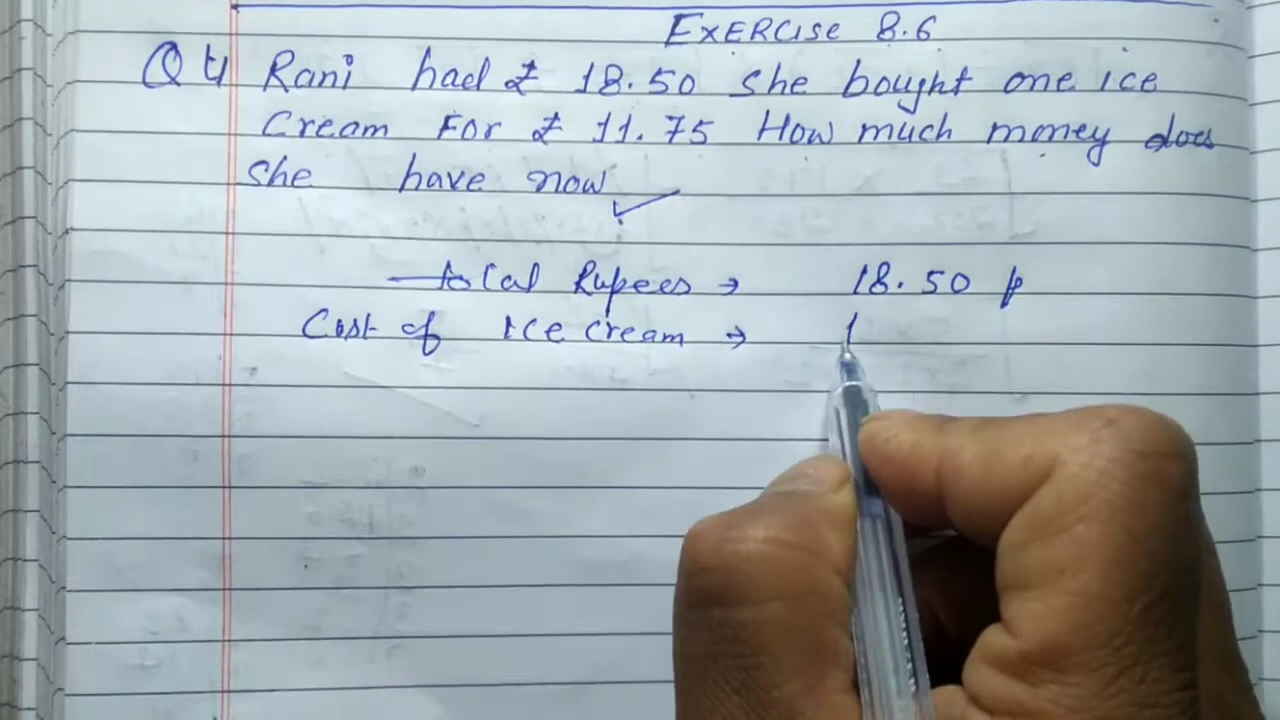 EXERCISE 8.6
Q 4 Rani had ₹ 18.50 She bought one ice
Cream For ₹ 11.75 How much money does
She have now
total Rupees → 18.50 p
Cost of Ice cream → 1